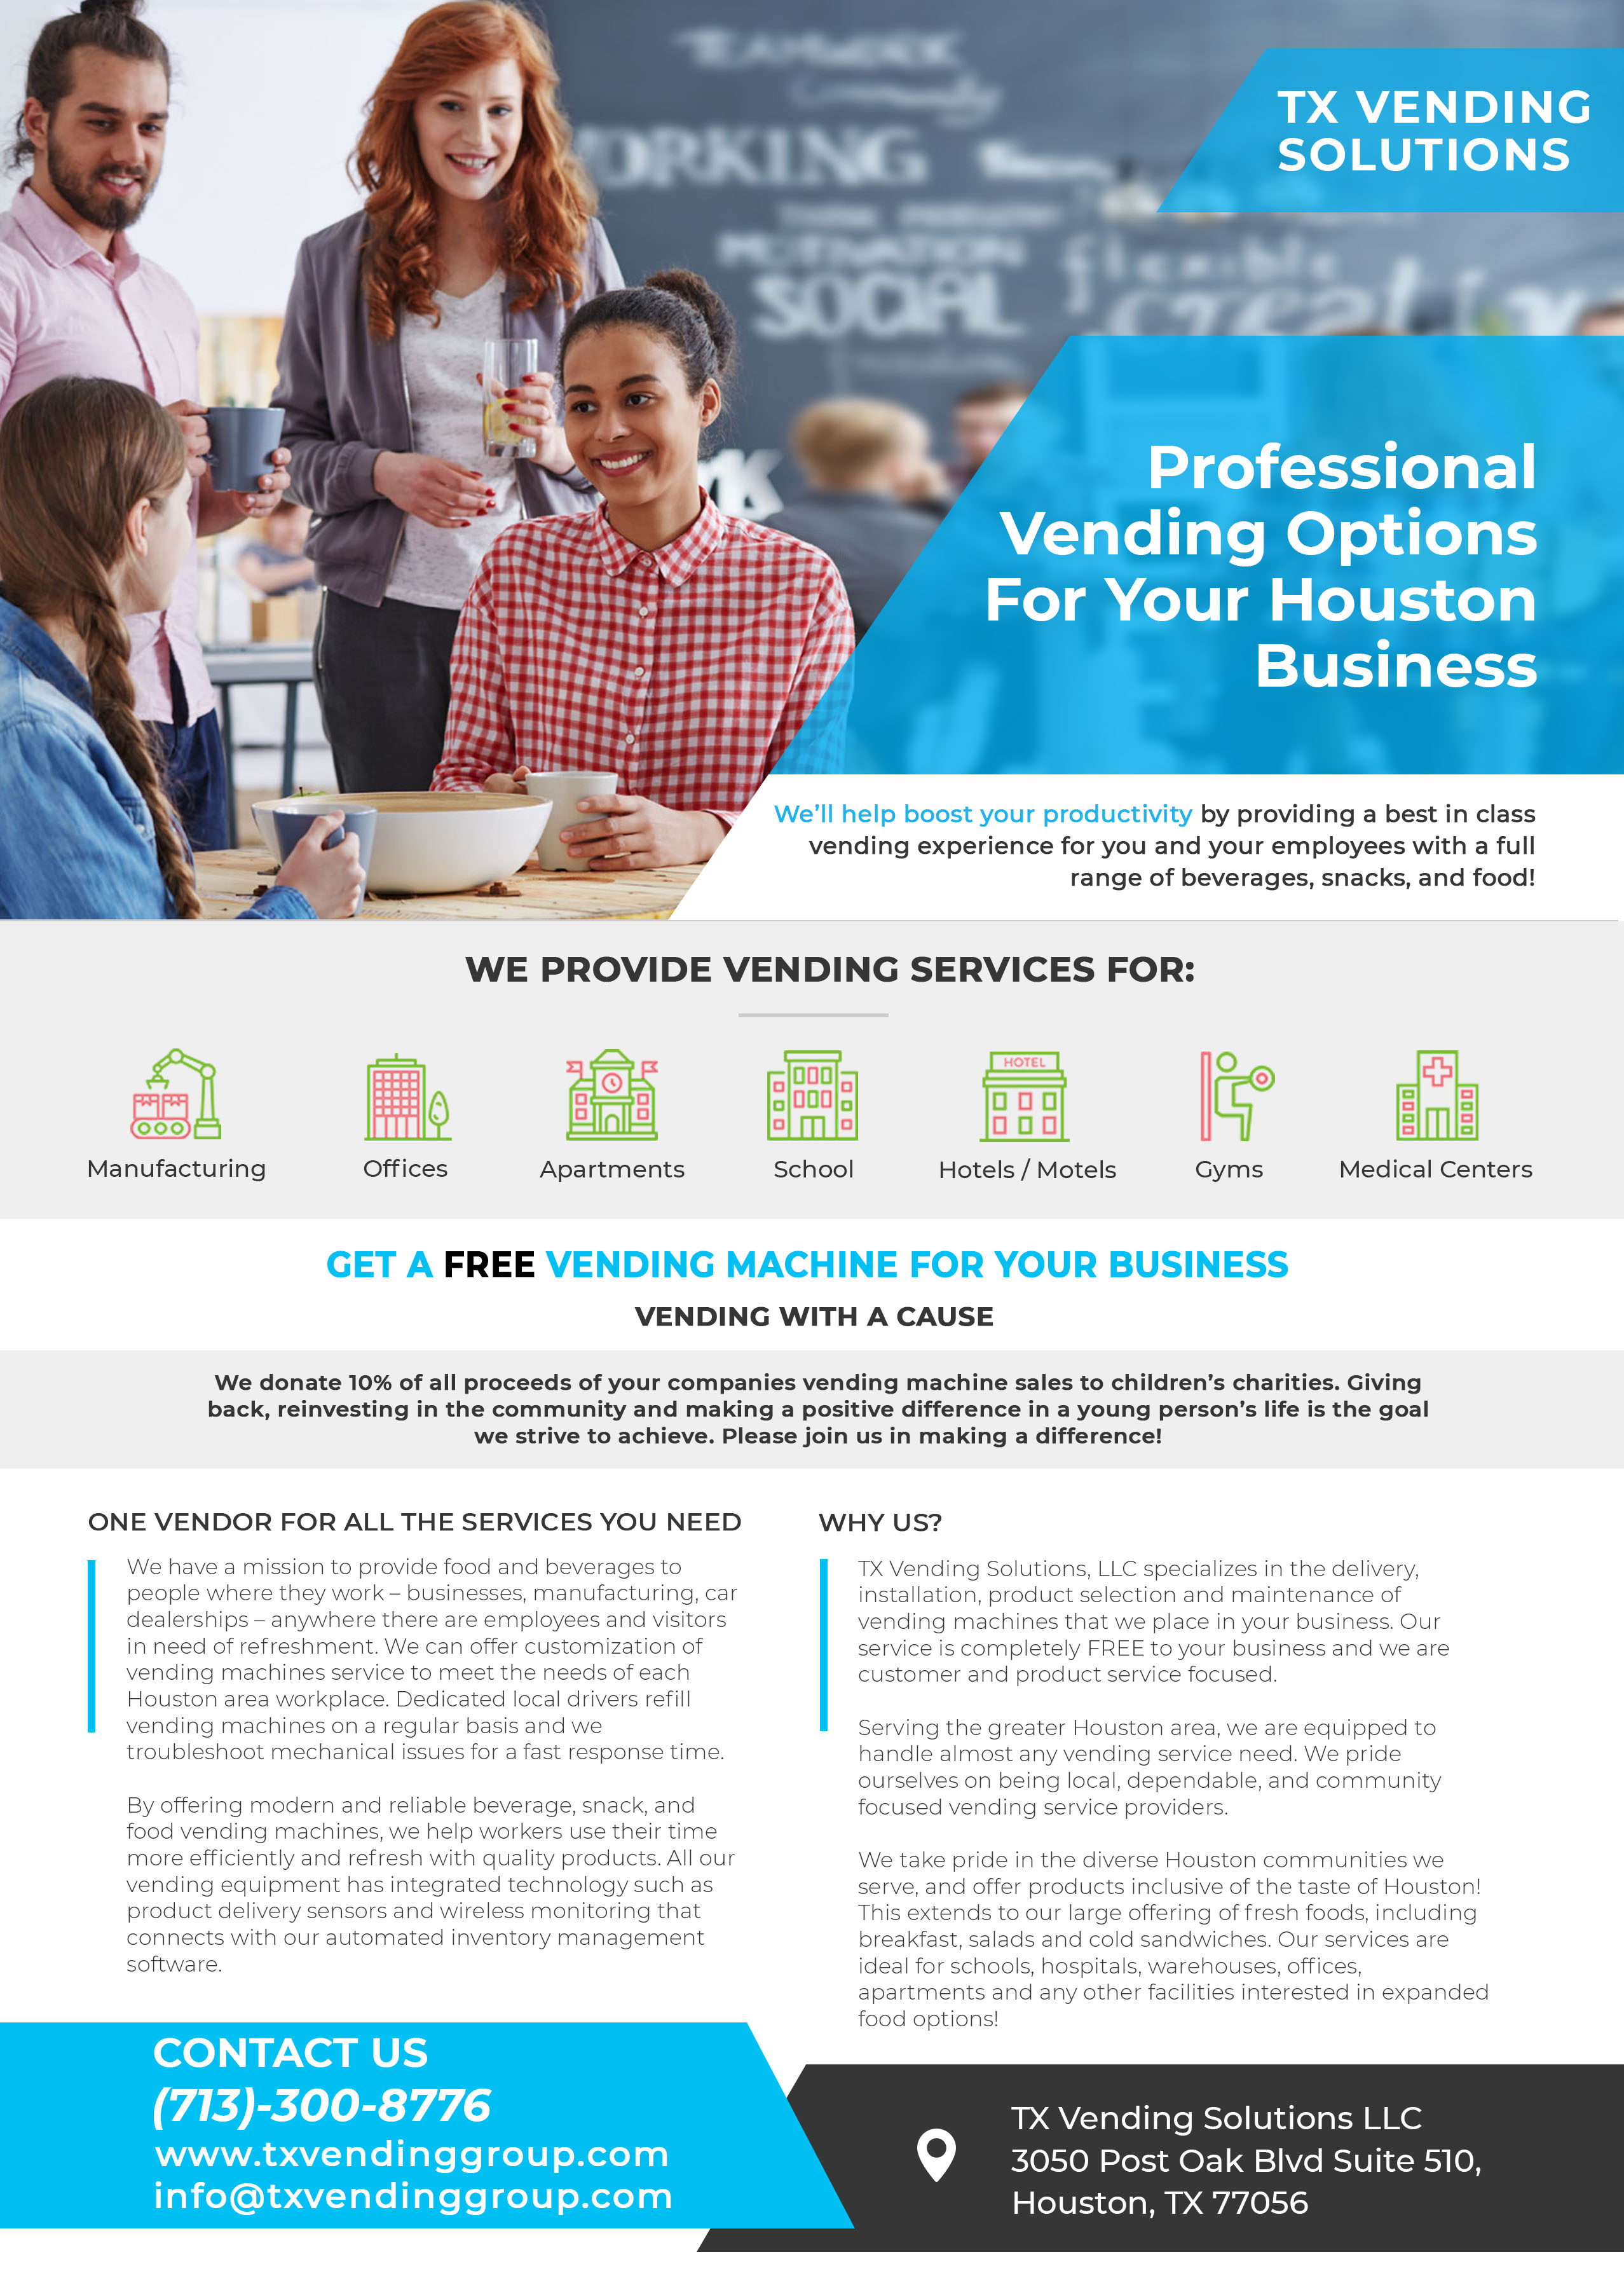 TEAMWORK
Community
WORKING
THINK
MOTIVATION
SOCIAL
flexible
TX VENDING
SOLUTIONS
Professional
Vending Options
For Your Houston
Business
We’ll help boost your productivity by providing a best in class
vending experience for you and your employees with a full
range of beverages, snacks, and food!
WE PROVIDE VENDING SERVICES FOR:
HOTEL
Manufacturing
Offices
Apartments
School
Hotels / Motels
Gyms
Medical Centers
GET A FREE VENDING MACHINE FOR YOUR BUSINESS
VENDING WITH A CAUSE
We donate 10% of all proceeds of your companies vending machine sales to children’s charities. Giving
back, reinvesting in the community and making a positive difference in a young person’s life is the goal
we strive to achieve. Please join us in making a difference!
ONE VENDOR FOR ALL THE SERVICES YOU NEED
We have a mission to provide food and beverages to
people where they work – businesses, manufacturing, car
dealerships – anywhere there are employees and visitors
in need of refreshment. We can offer customization of
vending machines service to meet the needs of each
Houston area workplace. Dedicated local drivers refill
vending machines on a regular basis and we
troubleshoot mechanical issues for a fast response time.
By offering modern and reliable beverage, snack, and
food vending machines, we help workers use their time
more efficiently and refresh with quality products. All our
vending equipment has integrated technology such as
product delivery sensors and wireless monitoring that
connects with our automated inventory management
software.
WHY US?
TX Vending Solutions, LLC specializes in the delivery,
installation, product selection and maintenance of
vending machines that we place in your business. Our
service is completely FREE to your business and we are
customer and product service focused.
Serving the greater Houston area, we are equipped to
handle almost any vending service need. We pride
ourselves on being local, dependable, and community
focused vending service providers.
We take pride in the diverse Houston communities we
serve, and offer products inclusive of the taste of Houston!
This extends to our large offering of fresh foods, including
breakfast, salads and cold sandwiches. Our services are
ideal for schools, hospitals, warehouses, offices,
apartments and any other facilities interested in expanded
food options!
CONTACT US
(713)-300-8776
www.txvendinggroup.com
info@txvendinggroup.com
TX Vending Solutions LLC
3050 Post Oak Blvd Suite 510,
Houston, TX 77056